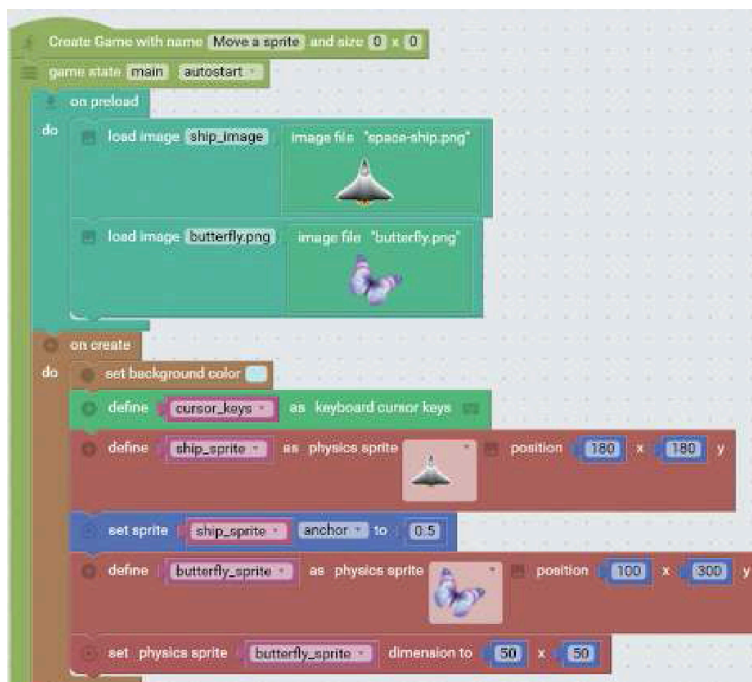 Create Game with name Move a sprite and size 0 x 0
game state main autostart
on preload
do load image ship_image image file "space-ship.png"
load image butterfly.png image file "butterfly.png"
on create
do set background color
define cursor_keys as keyboard cursor keys
define ship_sprite as physics sprite position 180 x 180 y
set sprite ship_sprite anchor to 0.5
define butterfly_sprite as physics sprite position 100 x 300 y
set physics sprite butterfly_sprite dimension to 50 x 50